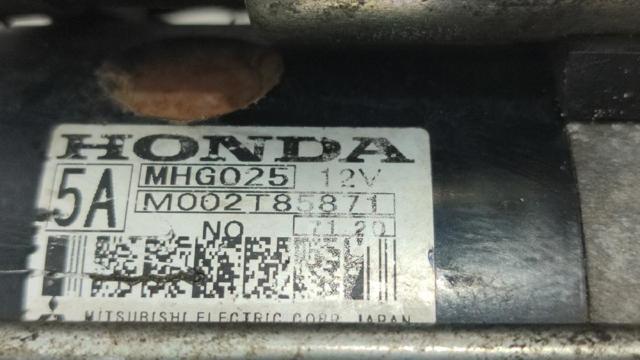 HONDA
5A MHG025 12V
M002T85871
NO 71.20
MITSUBISHI ELECTRIC CORP. JAPAN